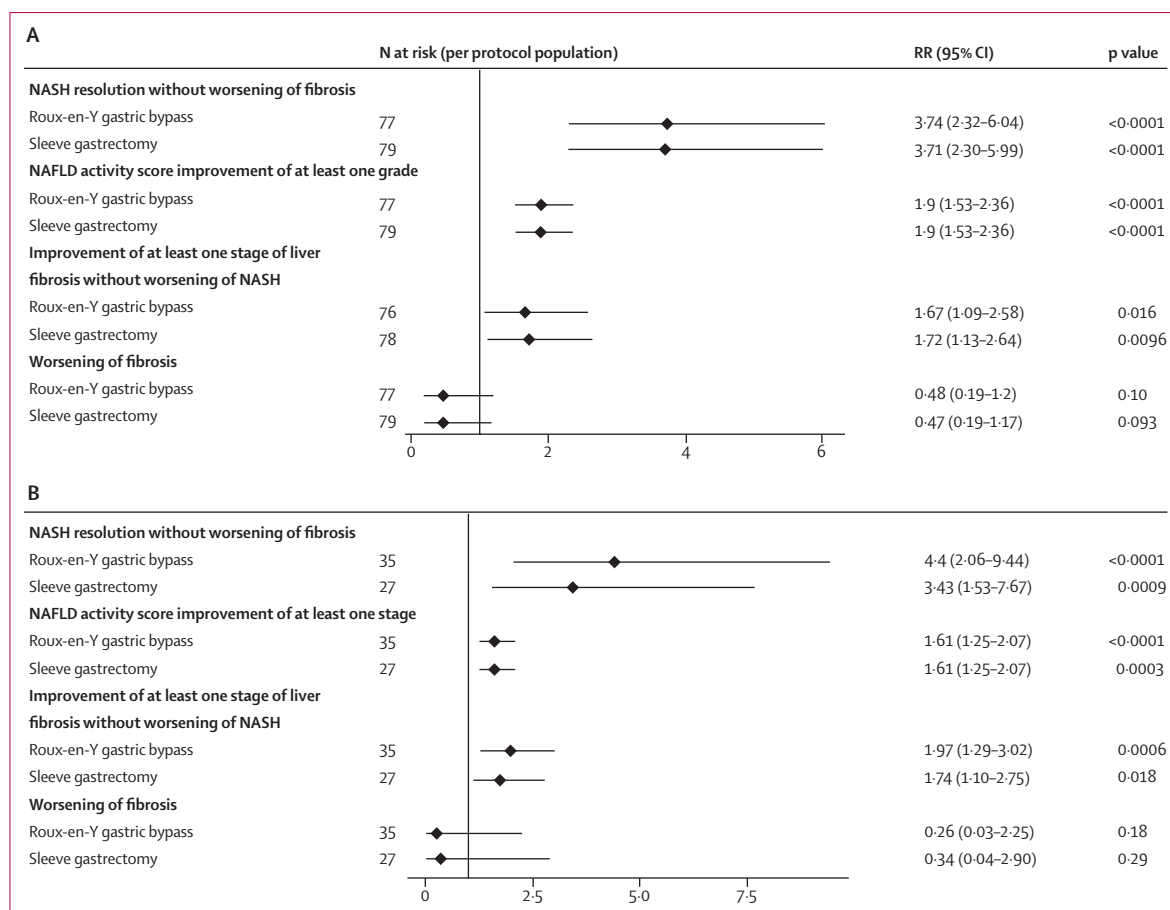 A
N at risk (per protocol population) RR (95% CI) p value
NASH resolution without worsening of fibrosis
Roux-en-Y gastric bypass 77 3·74 (2·32–6·04) <0·0001
Sleeve gastrectomy 79 3·71 (2·30–5·99) <0·0001
NAFLD activity score improvement of at least one grade
Roux-en-Y gastric bypass 77 1·9 (1·53–2·36) <0·0001
Sleeve gastrectomy 79 1·9 (1·53–2·36) <0·0001
Improvement of at least one stage of liver
fibrosis without worsening of NASH
Roux-en-Y gastric bypass 76 1·67 (1·09–2·58) 0·016
Sleeve gastrectomy 78 1·72 (1·13–2·64) 0·0096
Worsening of fibrosis
Roux-en-Y gastric bypass 77 0·48 (0·19–1·2) 0·10
Sleeve gastrectomy 79 0·47 (0·19–1·17) 0·093
0 2 4 6
B
NASH resolution without worsening of fibrosis
Roux-en-Y gastric bypass 35 4·4 (2·06–9·44) <0·0001
Sleeve gastrectomy 27 3·43 (1·53–7·67) 0·0009
NAFLD activity score improvement of at least one stage
Roux-en-Y gastric bypass 35 1·61 (1·25–2·07) <0·0001
Sleeve gastrectomy 27 1·61 (1·25–2·07) 0·0003
Improvement of at least one stage of liver
fibrosis without worsening of NASH
Roux-en-Y gastric bypass 35 1·97 (1·29–3·02) 0·0006
Sleeve gastrectomy 27 1·74 (1·10–2·75) 0·018
Worsening of fibrosis
Roux-en-Y gastric bypass 35 0·26 (0·03–2·25) 0·18
Sleeve gastrectomy 27 0·34 (0·04–2·90) 0·29
0 2·5 5·0 7·5